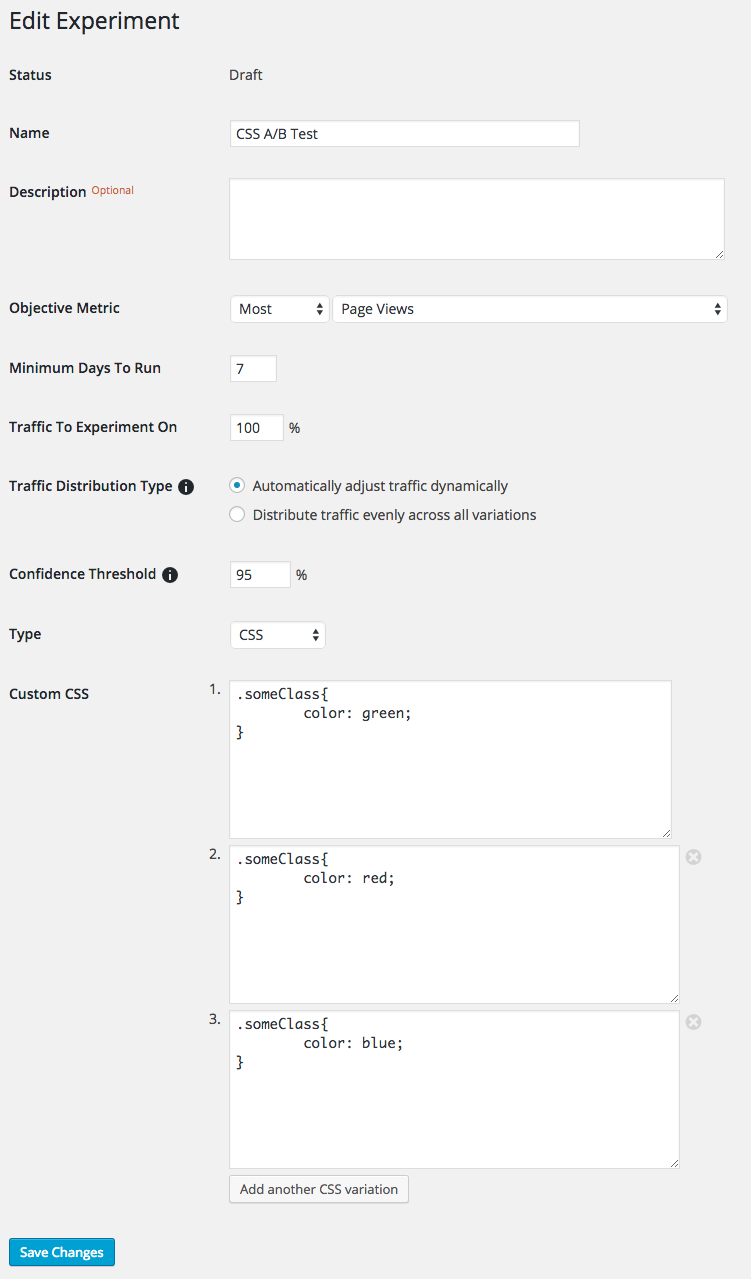 Edit Experiment
Status Draft
Name CSS A/B Test
Description Optional
Objective Metric Most Page Views
Minimum Days To Run 7
Traffic To Experiment On 100 %
Traffic Distribution Type i Automatically adjust traffic dynamically
Distribute traffic evenly across all variations
Confidence Threshold i 95 %
Type CSS
Custom CSS 1. .someClass{
color: green;
}
2. .someClass{
color: red;
}
3. .someClass{
color: blue;
}
Add another CSS variation
Save Changes